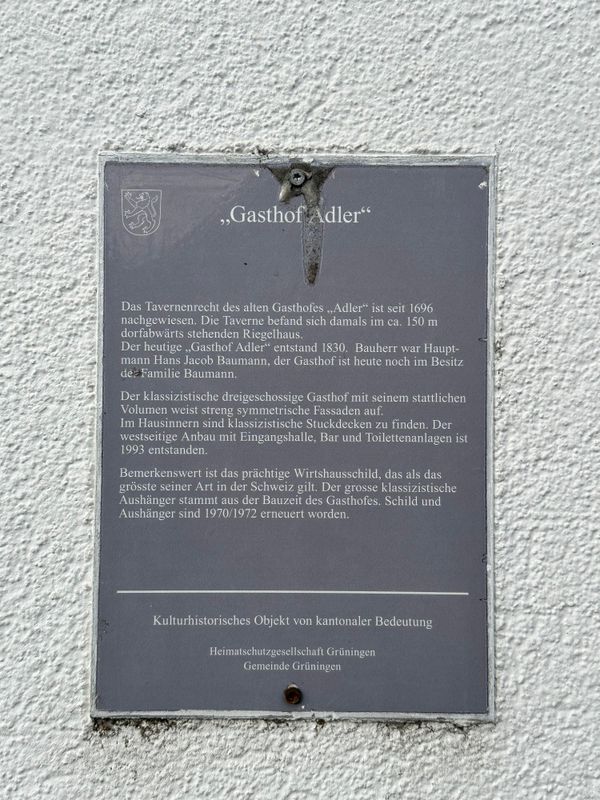 „Gasthof Adler“
Das Tavernenrecht des alten Gasthofes „Adler“ ist seit 1696
nachgewiesen. Die Taverne befand sich damals im ca. 150 m
dorfabwärts stehenden Riegelhaus.
Der heutige „Gasthof Adler“ entstand 1830. Bauherr war Haupt-
mann Hans Jacob Baumann, der Gasthof ist heute noch im Besitz
der Familie Baumann.
Der klassizistische dreigeschossige Gasthof mit seinem stattlichen
Volumen weist streng symmetrische Fassaden auf.
Im Hausinnern sind klassizistische Stuckdecken zu finden. Der
westseitige Anbau mit Eingangshalle, Bar und Toilettenanlagen ist
1993 entstanden.
Bemerkenswert ist das prächtige Wirtshausschild, das als das
grösste seiner Art in der Schweiz gilt. Der grosse klassizistische
Aushänger stammt aus der Bauzeit des Gasthofes. Schild und
Aushänger sind 1970/1972 erneuert worden.
Kulturhistorisches Objekt von kantonaler Bedeutung
Heimatschutzgesellschaft Grüningen
Gemeinde Grüningen